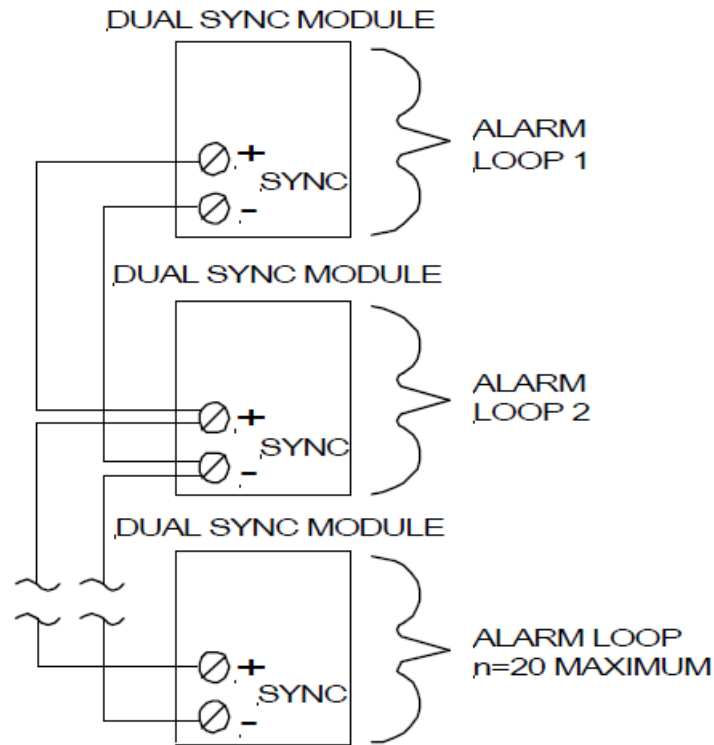 DUAL SYNC MODULE
+
SYNC
-
ALARM
LOOP 1
DUAL SYNC MODULE
+
SYNC
-
ALARM
LOOP 2
DUAL SYNC MODULE
+
SYNC
-
ALARM LOOP
n=20 MAXIMUM